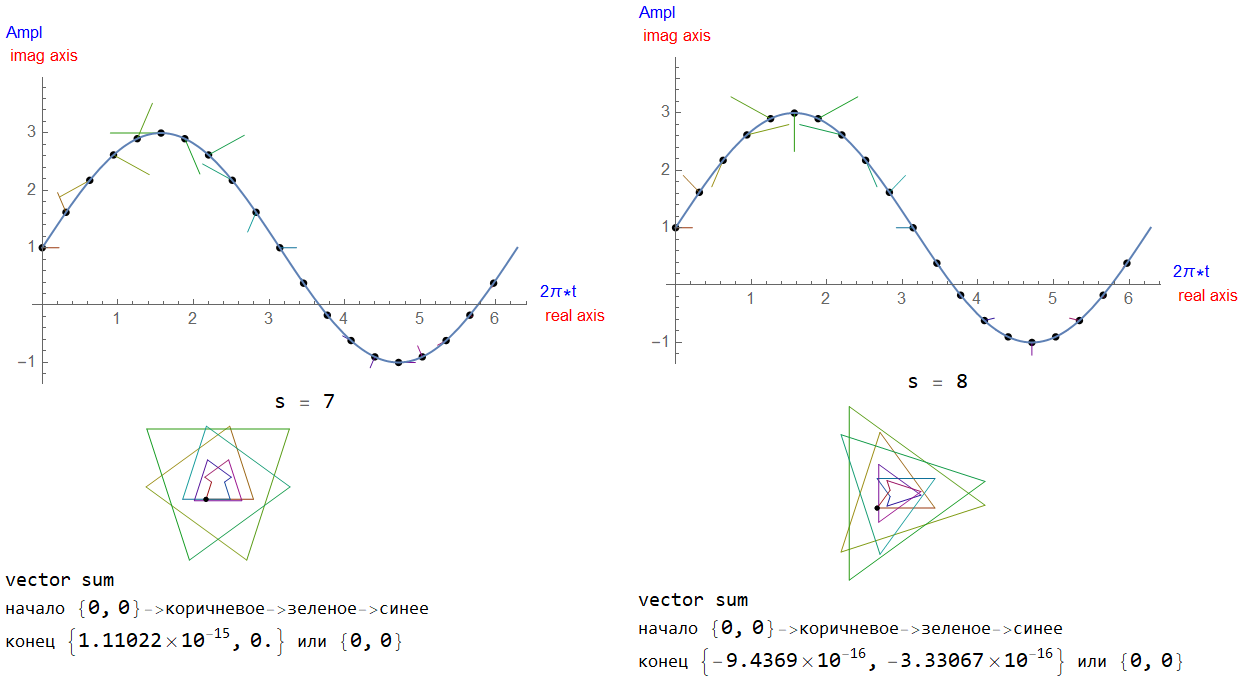 Ampl
imag axis
3
2
1
-1
1 2 3 4 5 6
2π*t
real axis
s = 7
vector sum
начало {0, 0}->коричневое->зеленое->синее
конец {1.11022×10⁻¹⁵, 0.} или {0, 0}
Ampl
imag axis
3
2
1
-1
1 2 3 4 5 6
2π*t
real axis
s = 8
vector sum
начало {0, 0}->коричневое->зеленое->синее
конец {-9.4369×10⁻¹⁶, -3.33067×10⁻¹⁶} или {0, 0}